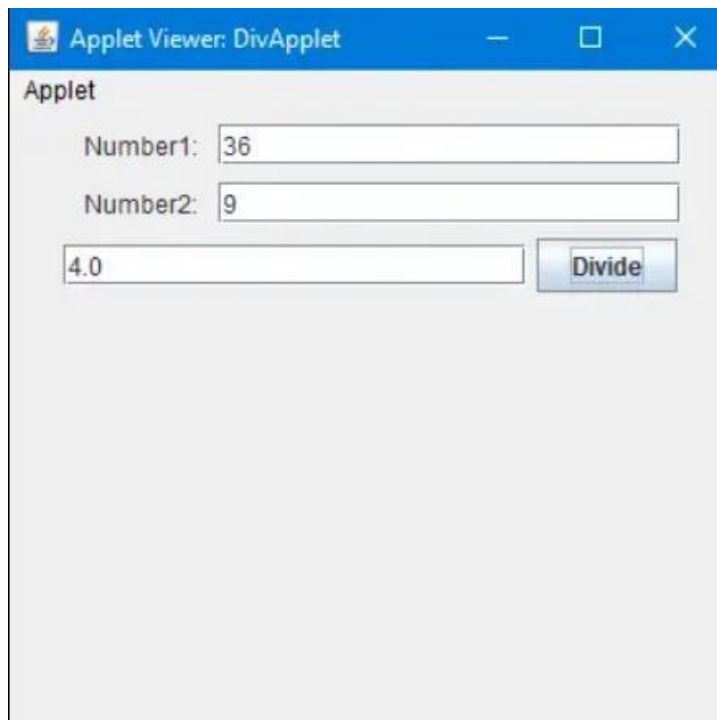 Applet Viewer: DivApplet
Applet
Number1: 36
Number2: 9
4.0 Divide